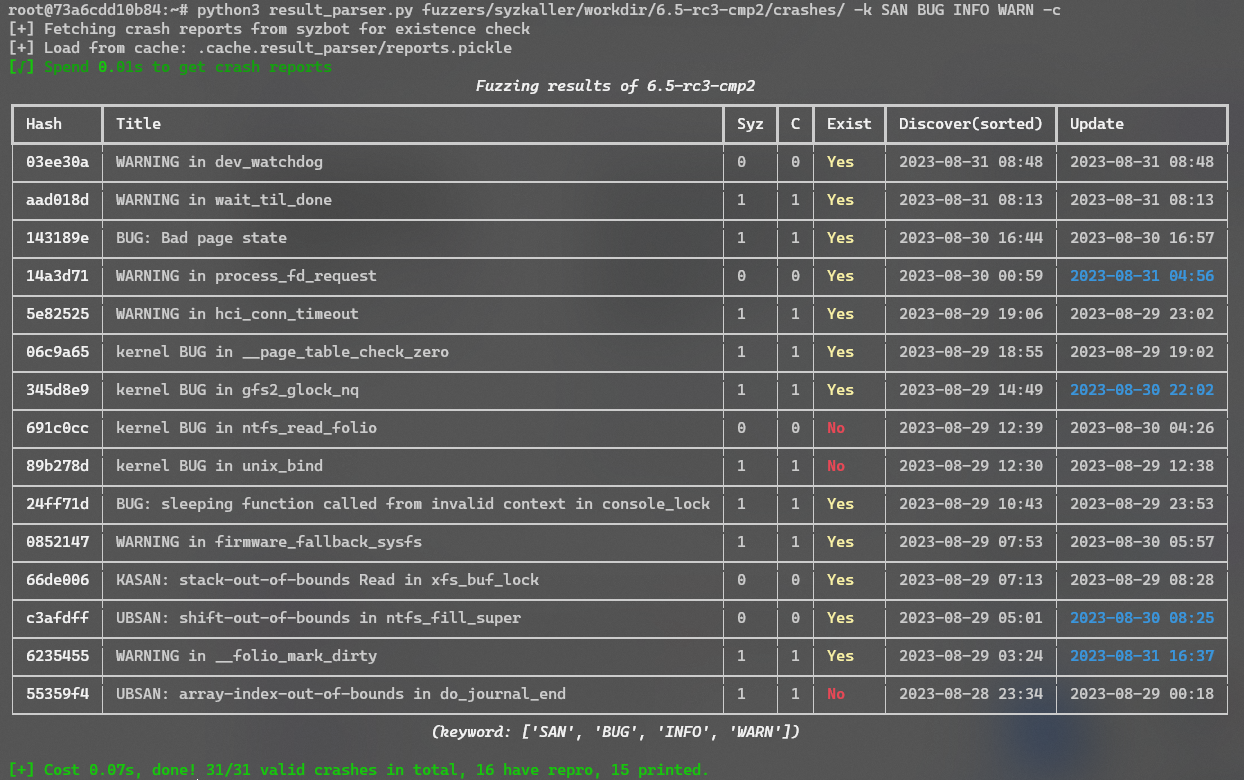 root@73a6cdd10b84:~# python3 result_parser.py fuzzers/syzkaller/workdir/6.5-rc3-cmp2/crashes/ -k SAN BUG INFO WARN -c
[+] Fetching crash reports from syzbot for existence check
[+] Load from cache: .cache.result_parser/reports.pickle
[√] Spend 0.01s to get crash reports
Fuzzing results of 6.5-rc3-cmp2
Hash Title Syz C Exist Discover(sorted) Update
03ee30a WARNING in dev_watchdog 0 0 Yes 2023-08-31 08:48 2023-08-31 08:48
aad018d WARNING in wait_til_done 1 1 Yes 2023-08-31 08:13 2023-08-31 08:13
143189e BUG: Bad page state 1 1 Yes 2023-08-30 16:44 2023-08-30 16:57
14a3d71 WARNING in process_fd_request 0 0 Yes 2023-08-30 00:59 2023-08-31 04:56
5e82525 WARNING in hci_conn_timeout 1 1 Yes 2023-08-29 19:06 2023-08-29 23:02
06c9a65 kernel BUG in __page_table_check_zero 1 1 Yes 2023-08-29 18:55 2023-08-29 19:02
345d8e9 kernel BUG in gfs2_glock_nq 1 1 Yes 2023-08-29 14:49 2023-08-30 22:02
691c0cc kernel BUG in ntfs_read_folio 0 0 No 2023-08-29 12:39 2023-08-30 04:26
89b278d kernel BUG in unix_bind 1 1 No 2023-08-29 12:30 2023-08-29 12:38
24ff71d BUG: sleeping function called from invalid context in console_lock 1 1 Yes 2023-08-29 10:43 2023-08-29 23:53
0852147 WARNING in firmware_fallback_sysfs 1 1 Yes 2023-08-29 07:53 2023-08-30 05:57
66de006 KASAN: stack-out-of-bounds Read in xfs_buf_lock 0 0 Yes 2023-08-29 07:13 2023-08-29 08:28
c3afdff UBSAN: shift-out-of-bounds in ntfs_fill_super 0 0 Yes 2023-08-29 05:01 2023-08-30 08:25
6235455 WARNING in __folio_mark_dirty 1 1 Yes 2023-08-29 03:24 2023-08-31 16:37
55359f4 UBSAN: array-index-out-of-bounds in do_journal_end 1 1 No 2023-08-28 23:34 2023-08-29 00:18
(keyword: ['SAN', 'BUG', 'INFO', 'WARN'])
[+] Cost 0.07s, done! 31/31 valid crashes in total, 16 have repro, 15 printed.